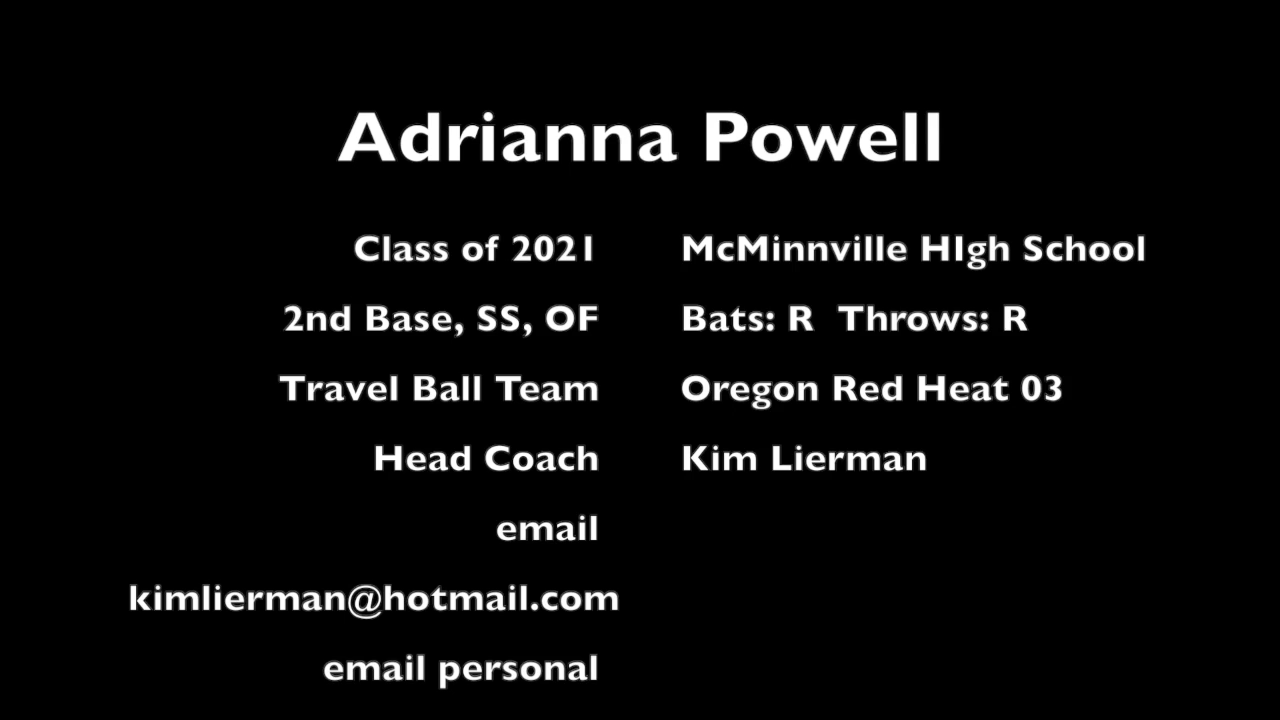 Adrianna Powell
Class of 2021 McMinnville HIgh School
2nd Base, SS, OF Bats: R Throws: R
Travel Ball Team Oregon Red Heat 03
Head Coach Kim Lierman
email
kimlierman@hotmail.com
email personal